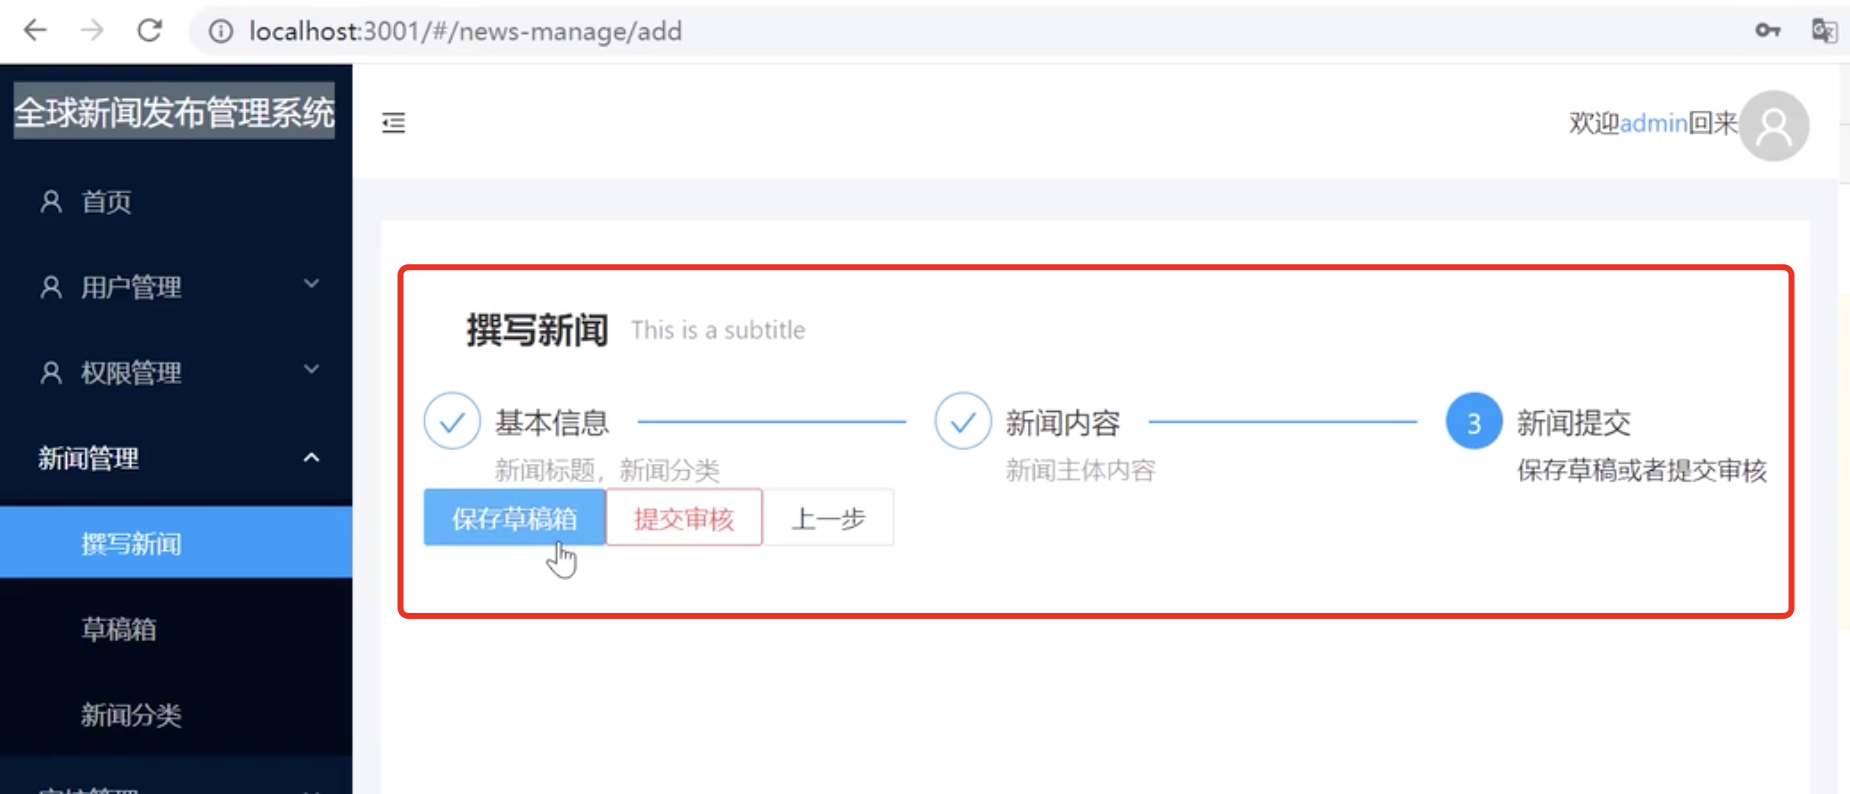 localhost:3001/#/news-manage/add
全球新闻发布管理系统
欢迎admin回来
首页
用户管理
权限管理
新闻管理
撰写新闻
草稿箱
新闻分类
撰写新闻 This is a subtitle
基本信息
新闻标题，新闻分类
新闻内容
新闻主体内容
3 新闻提交
保存草稿或者提交审核
保存草稿箱 提交审核 上一步